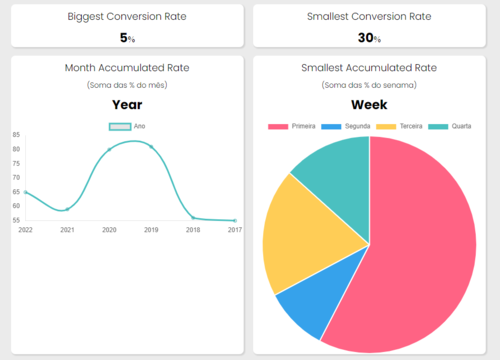 Biggest Conversion Rate
5%
Smallest Conversion Rate
30%
Month Accumulated Rate
(Soma das % do mês)
Year
Ano
85
80
75
70
65
60
55
2022 2021 2020 2019 2018 2017
Smallest Accumulated Rate
(Soma das % do senama)
Week
Primeira Segunda Terceira Quarta